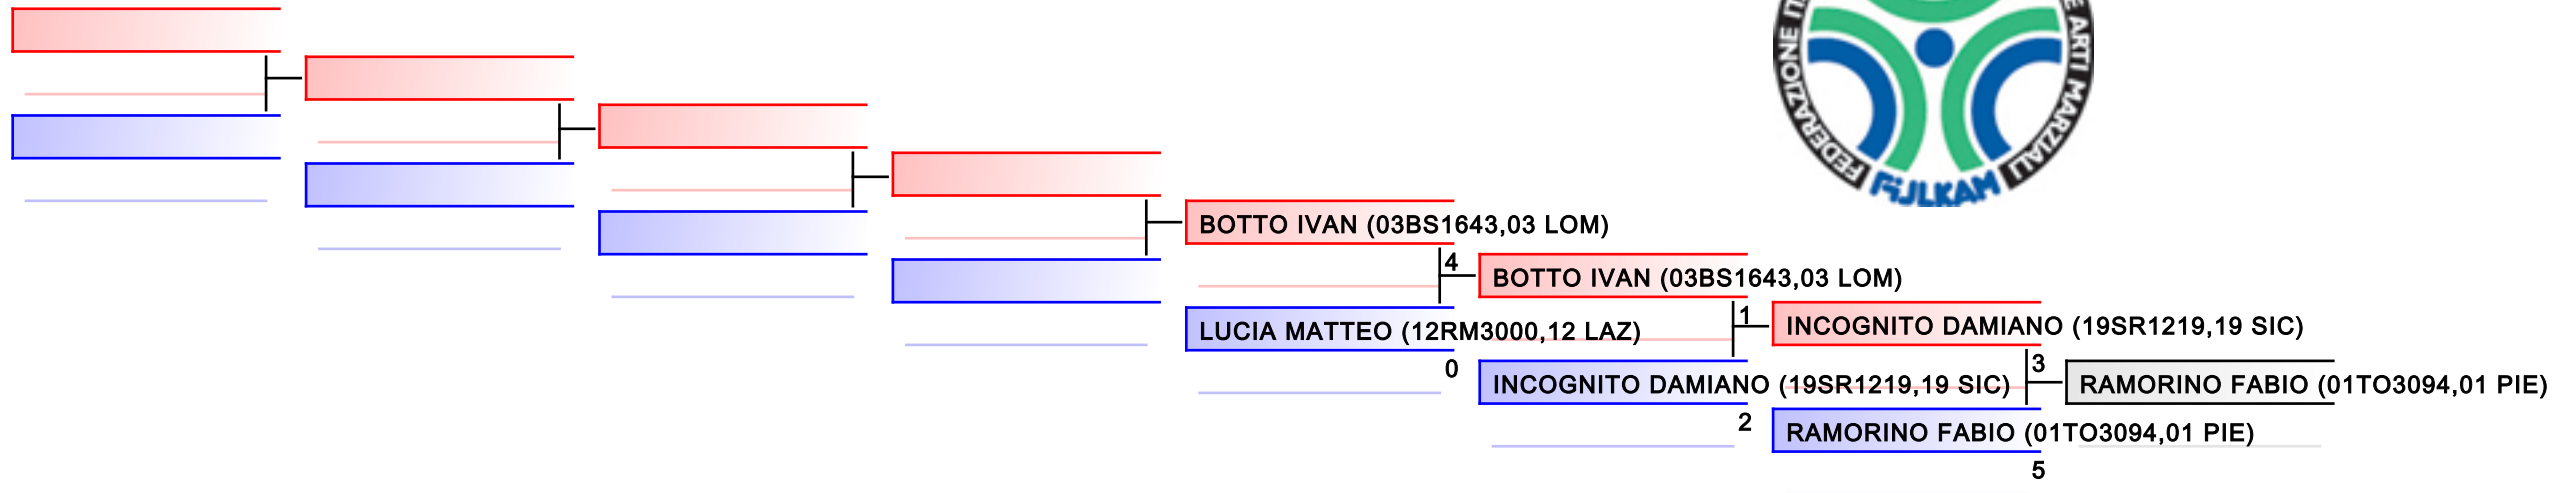 FEDERAZIONE
E ARTI MARZIALI
FIJLKAM
BOTTO IVAN (03BS1643,03 LOM)
4
BOTTO IVAN (03BS1643,03 LOM)
1
INCOGNITO DAMIANO (19SR1219,19 SIC)
LUCIA MATTEO (12RM3000,12 LAZ)
0
3
INCOGNITO DAMIANO (19SR1219,19 SIC)
RAMORINO FABIO (01TO3094,01 PIE)
2
RAMORINO FABIO (01TO3094,01 PIE)
5